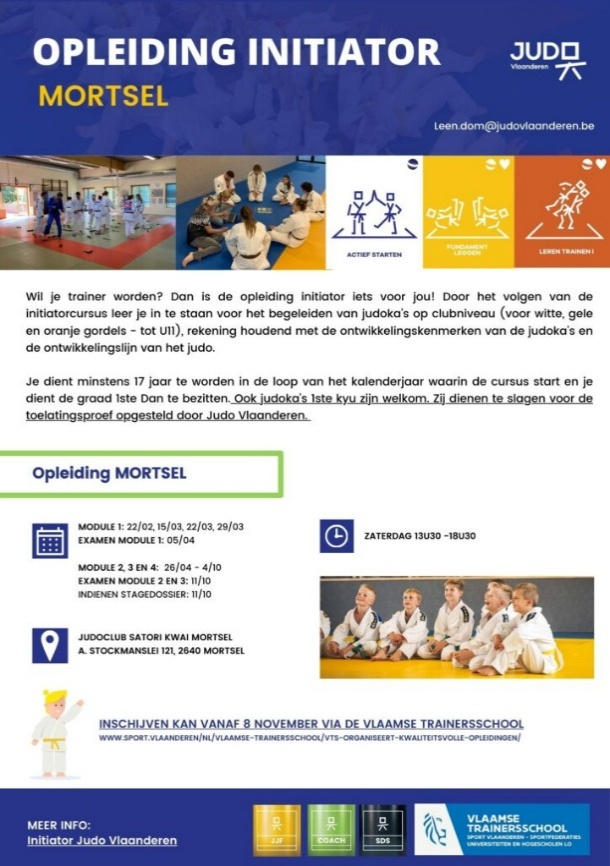 OPLEIDING INITIATOR
MORTSEL
JUDO
Vlaanderen
Leen.dom@judovlaanderen.be
ACTIEF STARTEN
FUNDAMENT
LEGGEN
LEREN TRAINEN I
Wil je trainer worden? Dan is de opleiding initiator iets voor jou! Door het volgen van de
initiatorcursus leer je in te staan voor het begeleiden van judoka's op clubniveau (voor witte, gele
en oranje gordels - tot U11), rekening houdend met de ontwikkelingskenmerken van de judoka's en
de ontwikkelingslijn van het judo.
Je dient minstens 17 jaar te worden in de loop van het kalenderjaar waarin de cursus start en je
dient de graad 1ste Dan te bezitten. Ook judoka's 1ste kyu zijn welkom. Zij dienen te slagen voor de
toelatingsproef opgesteld door Judo Vlaanderen.
Opleiding MORTSEL
MODULE 1: 22/02, 15/03, 22/03, 29/03
EXAMEN MODULE 1: 05/04
MODULE 2, 3 EN 4: 26/04 - 4/10
EXAMEN MODULE 2 EN 3: 11/10
INDIENEN STAGEDOSSIER: 11/10
ZATERDAG 13U30 -18U30
JUDOCLUB SATORI KWAI MORTSEL
A. STOCKMANSLEI 121, 2640 MORTSEL
INSCHIJVEN KAN VANAF 8 NOVEMBER VIA DE VLAAMSE TRAINERSSCHOOL
WWW.SPORT.VLAANDEREN/NL/VLAAMSE-TRAINERSSCHOOL/VTS-ORGANISEERT-KWALITEITSVOLLE-OPLEIDINGEN/
MEER INFO:
Initiator Judo Vlaanderen
JJF
COACH
SDS
VLAAMSE
TRAINERSSCHOOL
SPORT VLAANDEREN - SPORTFEDERATIES
UNIVERSITEITEN EN HOGESCHOLEN LO